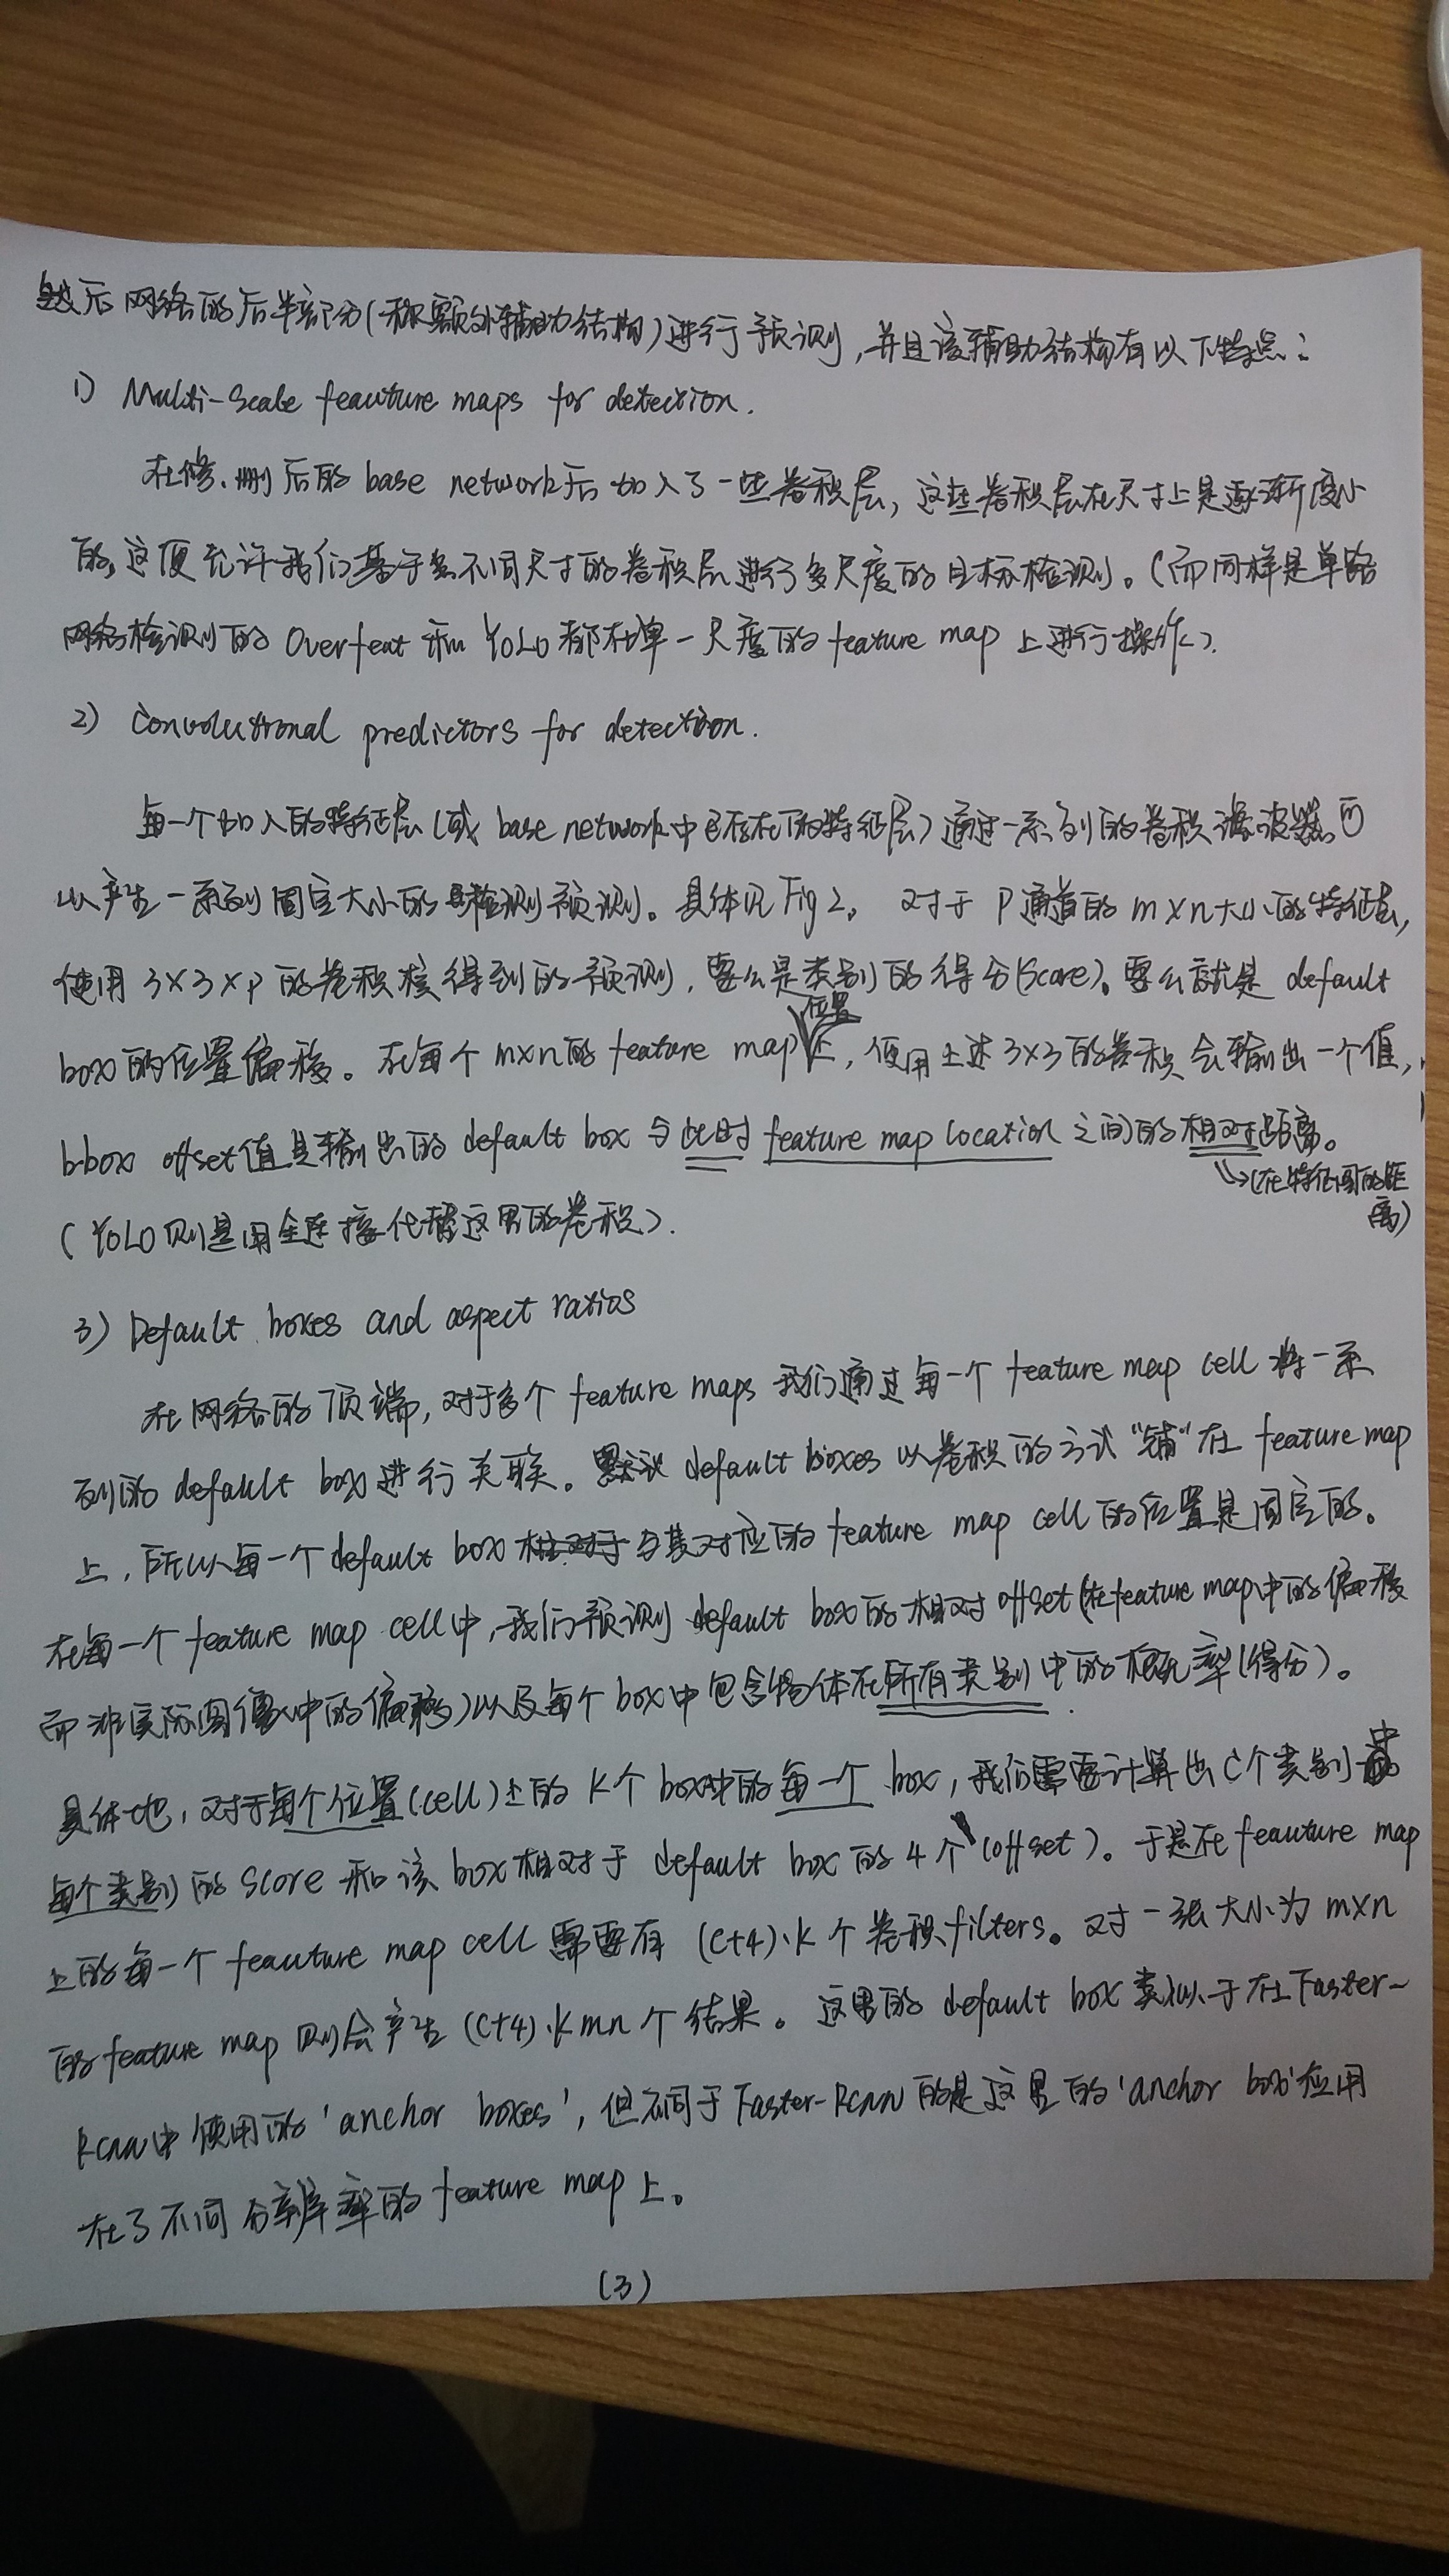 然后网络的后半部分(称额外辅助结构)进行预测,并且该辅助结构有以下特点:
1) Multi-Scale feauture maps for detection.
在修、删后的 base network后加入了一些卷积层,这些卷积层在尺寸上是逐渐减小
的,这便允许我们基于多不同尺寸的卷积层进行多尺度的目标检测。(而同样是单路
网络检测的 Overfeat 和 YOLO 都在单一尺度的 feature map 上进行操作).
2) Convolutional predictors for detection.
每一个加入的特征层(或 base network中已存在的特征层)通过一系列的卷积滤波器可
以产生一系列固定大小的检测预测。具体见 Fig 2。 对于 P 通道的 m×n大小的特征层,
使用 3×3×p 的卷积核得到的预测,要么是类别的得分(Score)。要么就是 default
box的位置偏移。在每个 m×n的 feature map位置上,使用上述 3×3 的卷积会输出一个值,
b-box offset值是输出的 default box 与此时 feature map location 之间的相对距离。
↳(在特征图的距
离)
(YOLO则是用全连接代替这里的卷积).
3) Default boxes and aspect ratios
在网络的顶端,对于多个 feature maps 我们通过每一个 feature map cell 将一系
列的 default box进行关联。 default boxes 以卷积的方式“铺”在 feature map
上,所以每一个 default box 与其对应的 feature map cell 的位置是固定的。
在每一个 feature map cell中,我们预测 default box的相对 offset(在feature map中的偏移
而非实际图像中的偏移)以及每个 box中包含物体在所有类别中的概率(得分)。
具体地,对于每个位置(cell)上的 K个 box中的每一个 box,我们需要计算出 C个类别中
每个类别的 Score 和该 box相对于 default box的 4个(offset)。于是在 feauture map
上的每一个 feauture map cell 需要有 (C+4)·K 个卷积filters。对一张大小为 m×n
的 feature map 则会产生 (C+4)·kmn个结果。这里的 default box 类似于在Faster-
Rcnn中使用的‘anchor boxes’,但不同于 Faster-Rcnn 的是这里的‘anchor box’应用
在了不同分辨率的 feature map 上。
(3)